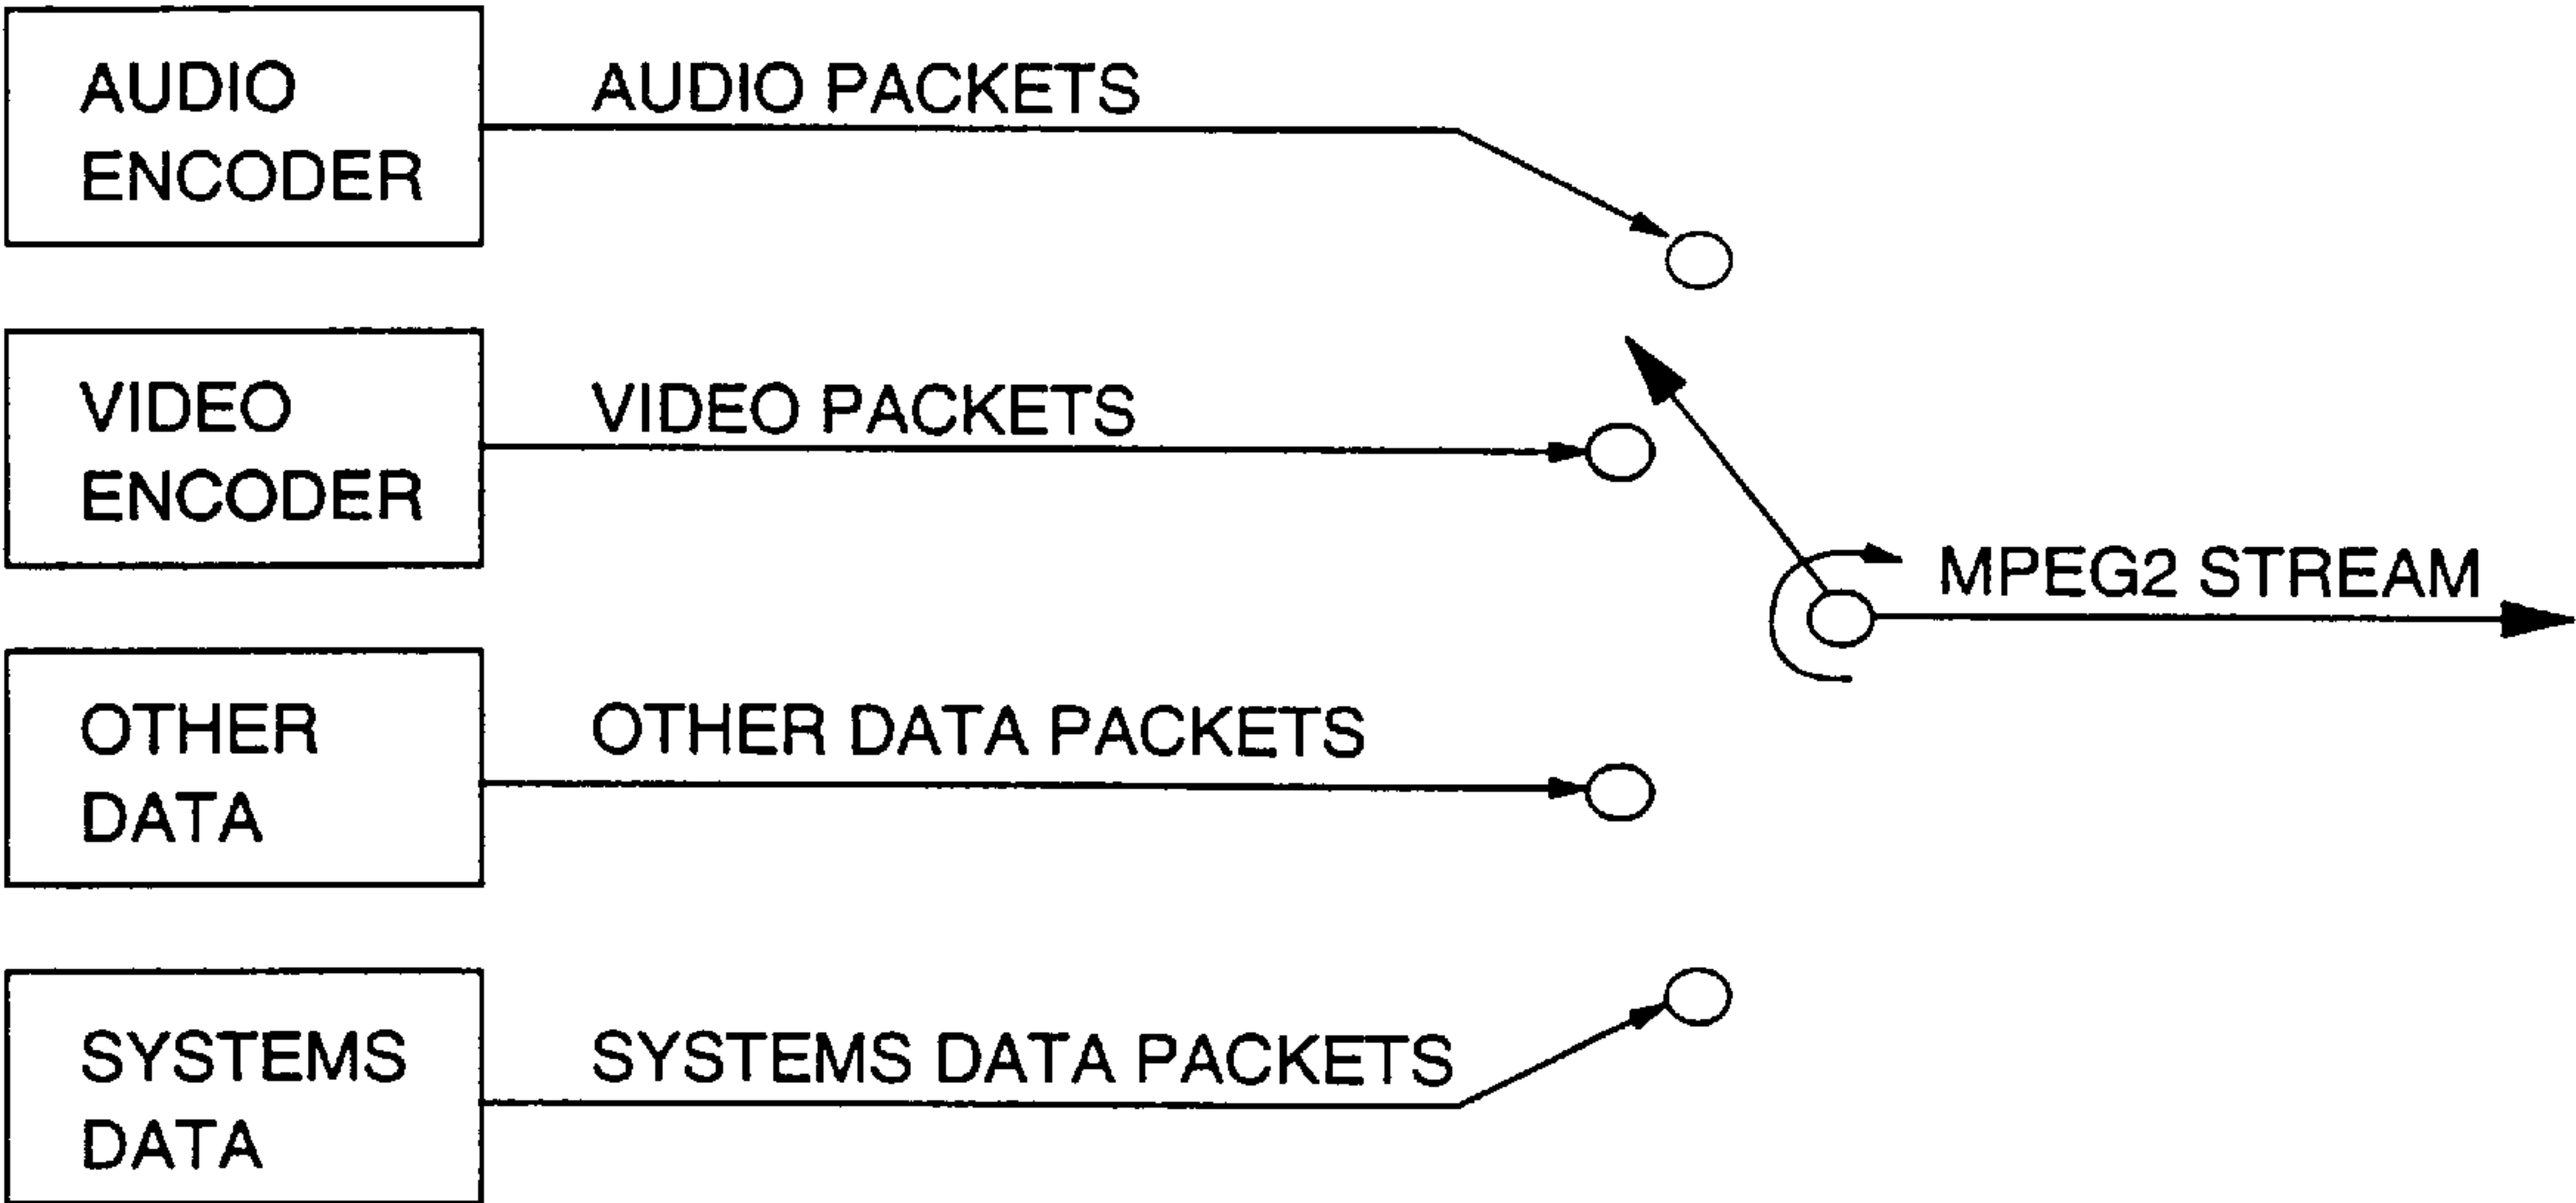 AUDIO
ENCODER
AUDIO PACKETS
VIDEO
ENCODER
VIDEO PACKETS
MPEG2 STREAM
OTHER
DATA
OTHER DATA PACKETS
SYSTEMS
DATA
SYSTEMS DATA PACKETS